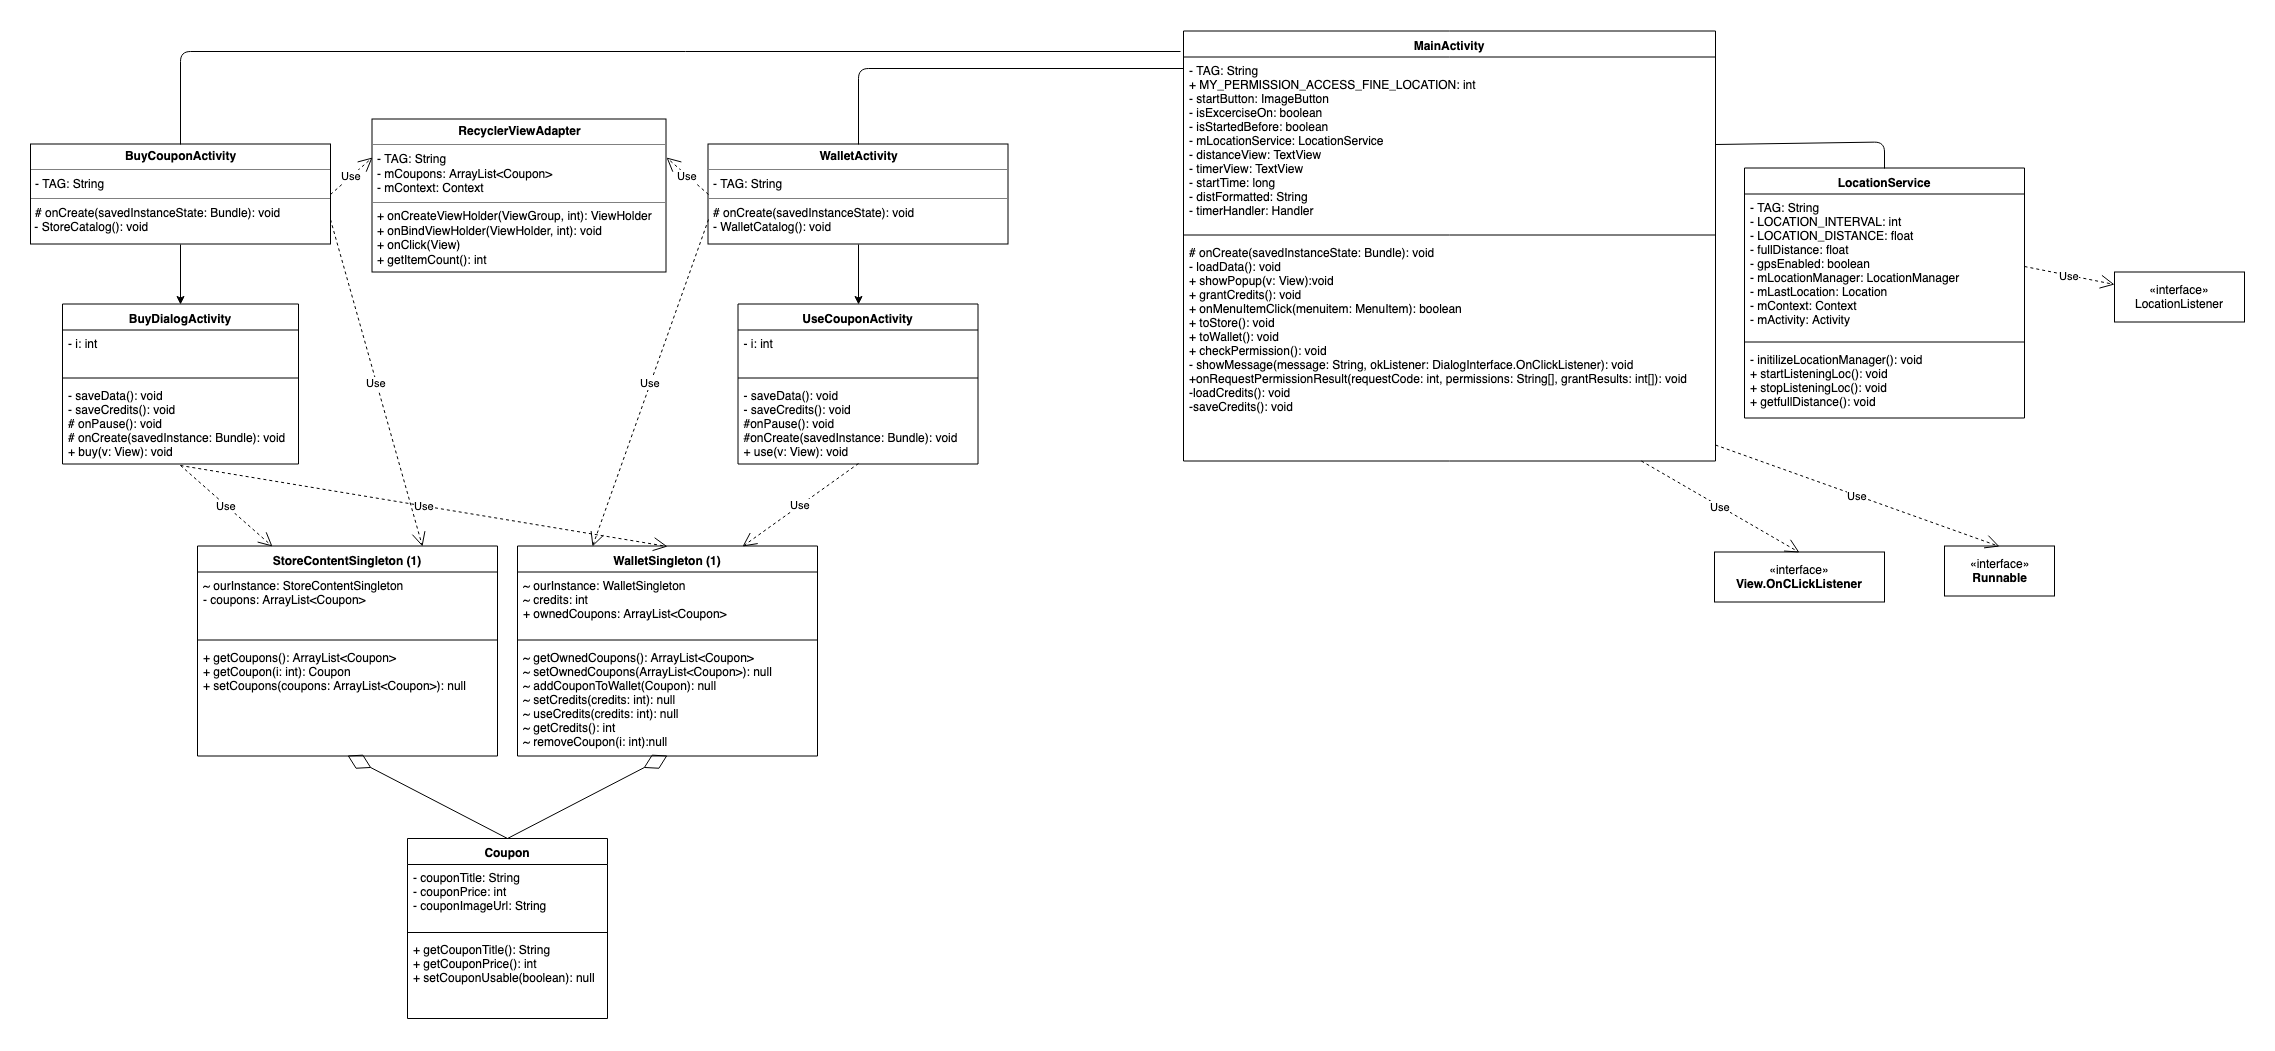 MainActivity
- TAG: String
+ MY_PERMISSION_ACCESS_FINE_LOCATION: int
- startButton: ImageButton
- isExcerciseOn: boolean
- isStartedBefore: boolean
- mLocationService: LocationService
- distanceView: TextView
- timerView: TextView
- startTime: long
- distFormatted: String
- timerHandler: Handler
# onCreate(savedInstanceState: Bundle): void
- loadData(): void
+ showPopup(v: View):void
+ grantCredits(): void
+ onMenuItemClick(menuitem: MenuItem): boolean
+ toStore(): void
+ toWallet(): void
+ checkPermission(): void
- showMessage(message: String, okListener: DialogInterface.OnClickListener): void
+onRequestPermissionResult(requestCode: int, permissions: String[], grantResults: int[]): void
-loadCredits(): void
-saveCredits(): void
BuyCouponActivity
- TAG: String
# onCreate(savedInstanceState: Bundle): void
- StoreCatalog(): void
Use
RecyclerViewAdapter
- TAG: String
- mCoupons: ArrayList<Coupon>
- mContext: Context
+ onCreateViewHolder(ViewGroup, int): ViewHolder
+ onBindViewHolder(ViewHolder, int): void
+ onClick(View)
+ getItemCount(): int
Use
WalletActivity
- TAG: String
# onCreate(savedInstanceState): void
- WalletCatalog(): void
LocationService
- TAG: String
- LOCATION_INTERVAL: int
- LOCATION_DISTANCE: float
- fullDistance: float
- gpsEnabled: boolean
- mLocationManager: LocationManager
- mLastLocation: Location
- mContext: Context
- mActivity: Activity
- initilizeLocationManager(): void
+ startListeningLoc(): void
+ stopListeningLoc(): void
+ getfullDistance(): void
Use
«interface»
LocationListener
BuyDialogActivity
- i: int
- saveData(): void
- saveCredits(): void
# onPause(): void
# onCreate(savedInstance: Bundle): void
+ buy(v: View): void
Use
Use
UseCouponActivity
- i: int
- saveData(): void
- saveCredits(): void
#onPause(): void
#onCreate(savedInstance: Bundle): void
+ use(v: View): void
Use
Use
Use
Use
Use
StoreContentSingleton (1)
~ ourInstance: StoreContentSingleton
- coupons: ArrayList<Coupon>
+ getCoupons(): ArrayList<Coupon>
+ getCoupon(i: int): Coupon
+ setCoupons(coupons: ArrayList<Coupon>): null
WalletSingleton (1)
~ ourInstance: WalletSingleton
~ credits: int
+ ownedCoupons: ArrayList<Coupon>
~ getOwnedCoupons(): ArrayList<Coupon>
~ setOwnedCoupons(ArrayList<Coupon>): null
~ addCouponToWallet(Coupon): null
~ setCredits(credits: int): null
~ useCredits(credits: int): null
~ getCredits(): int
~ removeCoupon(i: int):null
«interface»
View.OnCLickListener
«interface»
Runnable
Coupon
- couponTitle: String
- couponPrice: int
- couponImageUrl: String
+ getCouponTitle(): String
+ getCouponPrice(): int
+ setCouponUsable(boolean): null